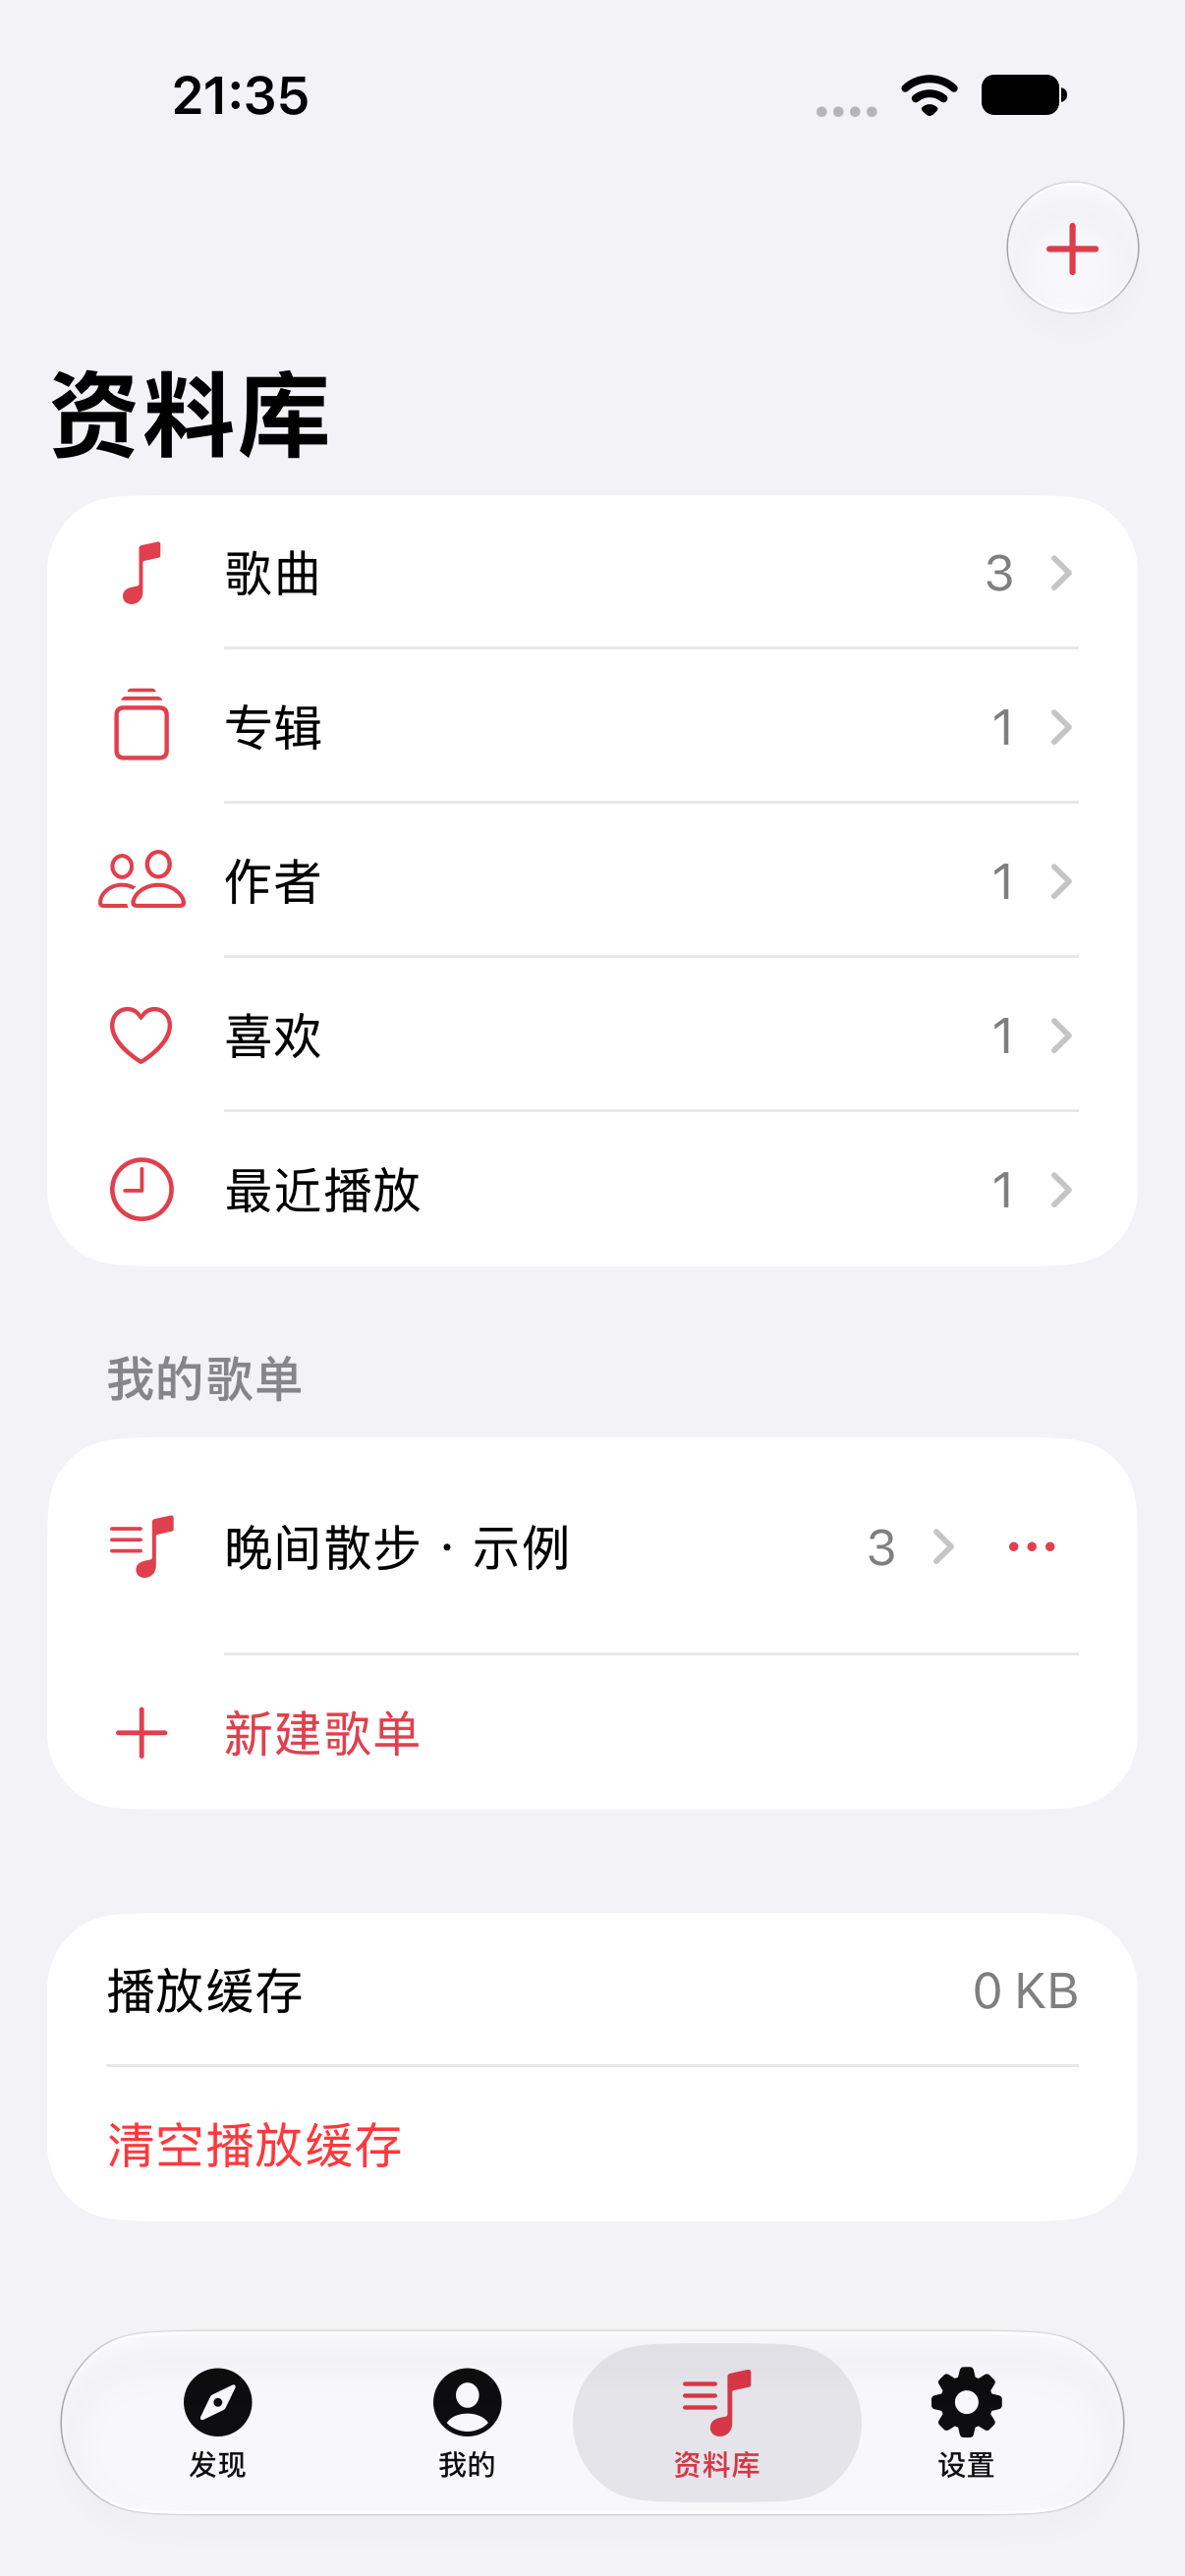 21:35
资料库
歌曲 3
专辑 1
作者 1
喜欢 1
最近播放 1
我的歌单
晚间散步 · 示例 3
新建歌单
播放缓存 0 KB
清空播放缓存
发现 我的 资料库 设置